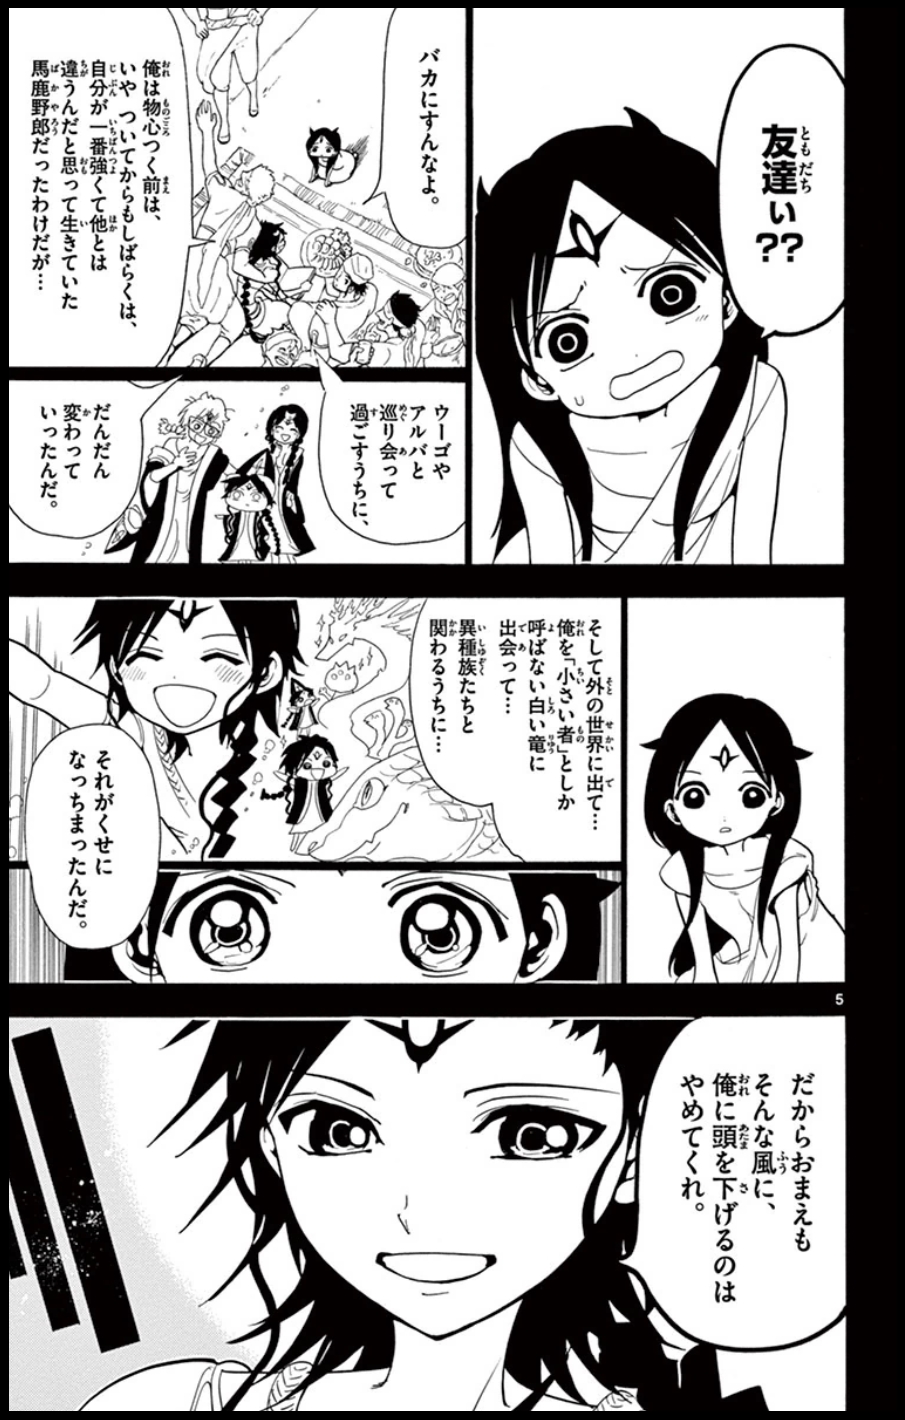 友達ぃ??
バカにすんなよ。
俺は物心つく前は、
いや ついてからもしばらくは、
自分が一番強くて他とは
違うんだと思って生きていた
馬鹿野郎だったわけだが…
ウーゴや
アルバと
巡り会って
過ごすうちに、
だんだん
変わって
いったんだ。
そして外の世界に出て…
俺を「小さい者」としか
呼ばない白い竜に
出会って…
異種族たちと
関わるうちに…
それがくせに
なっちまったんだ。
5
だからおまえも
そんな風に、
俺に頭を下げるのは
やめてくれ。